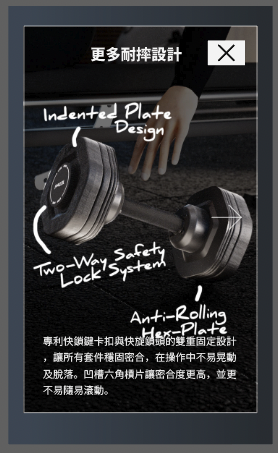 更多耐摔設計
Indented Plate
Design
Two-Way Safety
Lock System
Anti-Rolling
Hex-Plate
專利快鎖鍵卡扣與快旋鎖頭的雙重固定設計
，讓所有套件穩固密合，在操作中不易晃動
及脫落。凹槽六角槓片讓密合度更高，並更
不易隨易滾動。